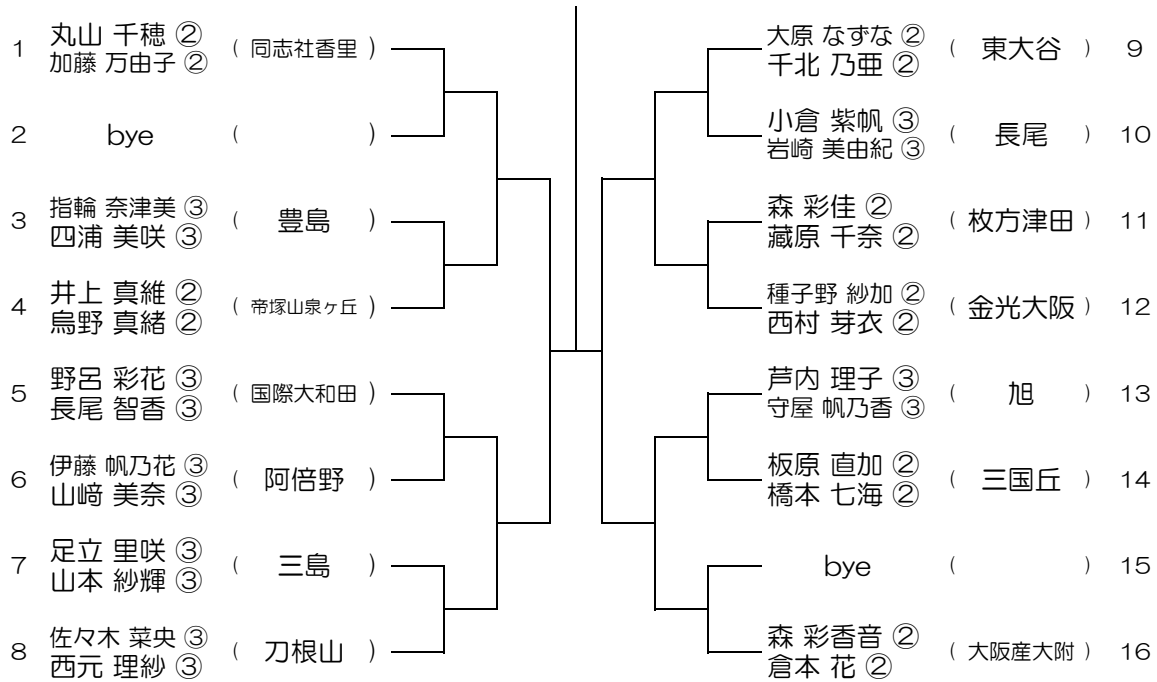 1 丸山 千穂 ② ( 同志社香里 )
加藤 万由子 ②
2 bye ( )
3 指輪 奈津美 ③ ( 豊島 )
四浦 美咲 ③
4 井上 真維 ② ( 帝塚山泉ヶ丘 )
烏野 真緒 ②
5 野呂 彩花 ③ ( 国際大和田 )
長尾 智香 ③
6 伊藤 帆乃花 ③ ( 阿倍野 )
山﨑 美奈 ③
7 足立 里咲 ③ ( 三島 )
山本 紗輝 ③
8 佐々木 菜央 ③ ( 刀根山 )
西元 理紗 ③
大原 なずな ② ( 東大谷 ) 9
千北 乃亜 ②
小倉 紫帆 ③ ( 長尾 ) 10
岩崎 美由紀 ③
森 彩佳 ② ( 枚方津田 ) 11
藏原 千奈 ②
種子野 紗加 ② ( 金光大阪 ) 12
西村 芽衣 ②
芦内 理子 ③ ( 旭 ) 13
守屋 帆乃香 ③
板原 直加 ② ( 三国丘 ) 14
橋本 七海 ②
bye ( ) 15
森 彩香音 ② ( 大阪産大附 ) 16
倉本 花 ②